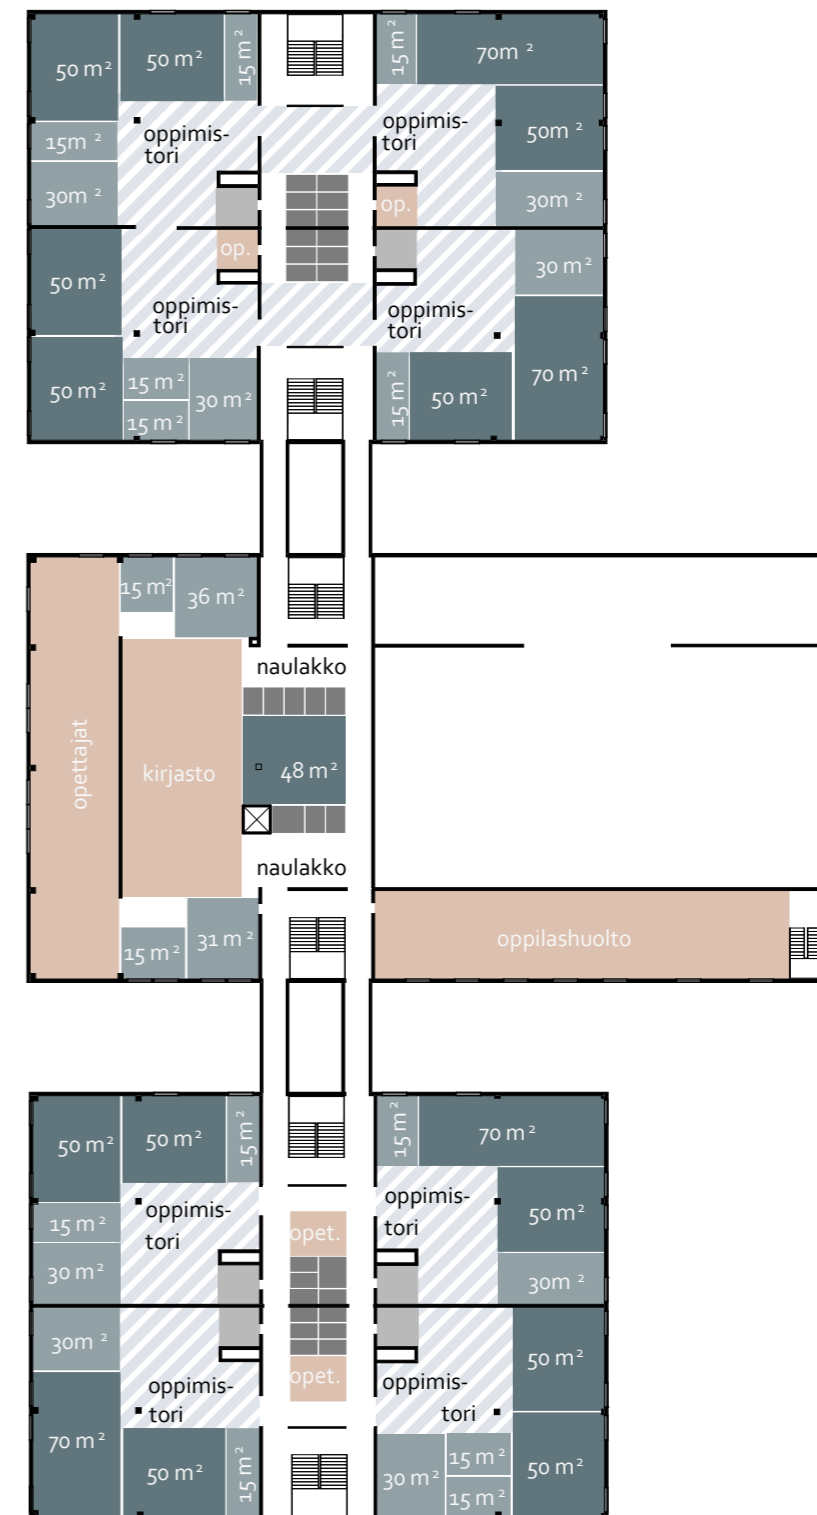 50 m²
50 m²
15 m²
15 m²
70m ²
oppimis-
tori
oppimis-
tori
50m ²
15m ²
30m ²
op.
30m ²
op.
50 m²
30 m²
oppimis-
tori
oppimis-
tori
50 m²
15 m²
15 m²
30 m²
15 m²
50 m²
70 m²
15 m²
36 m²
naulakko
opettajat
kirjasto
48 m²
naulakko
15 m²
31 m²
oppilashuolto
50 m²
50 m²
15 m²
15 m²
70 m²
oppimis-
tori
oppimis-
tori
50 m²
15 m²
30 m²
opet.
30m ²
30m ²
50 m²
opet.
oppimis-
tori
oppimis-
tori
70 m²
50 m²
15 m²
30 m²
15 m²
15 m²
50 m²